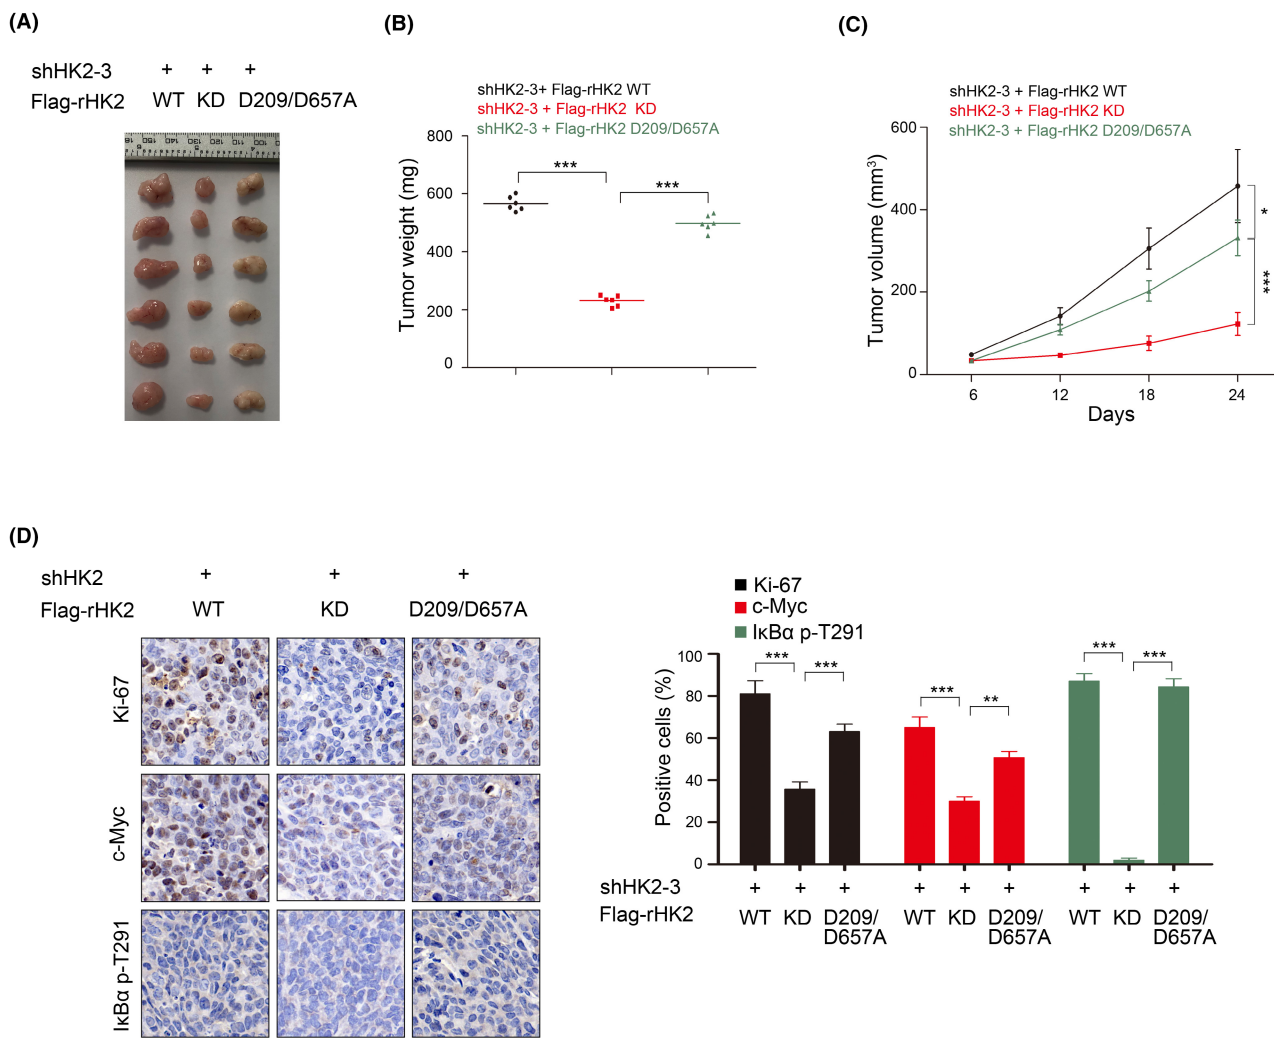 (A)
shHK2-3 + + +
Flag-rHK2 WT KD D209/D657A
(B)
shHK2-3+ Flag-rHK2 WT
shHK2-3 + Flag-rHK2 KD
shHK2-3 + Flag-rHK2 D209/D657A
800
600
400
200
0
Tumor weight (mg)
***
***
(C)
shHK2-3 + Flag-rHK2 WT
shHK2-3 + Flag-rHK2 KD
shHK2-3 + Flag-rHK2 D209/D657A
600
400
200
0
Tumor volume (mm³)
*
***
6 12 18 24
Days
(D)
shHK2 + + +
Flag-rHK2 WT KD D209/D657A
Ki-67
c-Myc
IκBα p-T291
Ki-67
c-Myc
IκBα p-T291
100
80
60
40
20
0
Positive cells (%)
*** *** *** ** *** ***
shHK2-3 + + + + + + + + +
Flag-rHK2 WT KD D209/ WT KD D209/ WT KD D209/
D657A D657A D657A